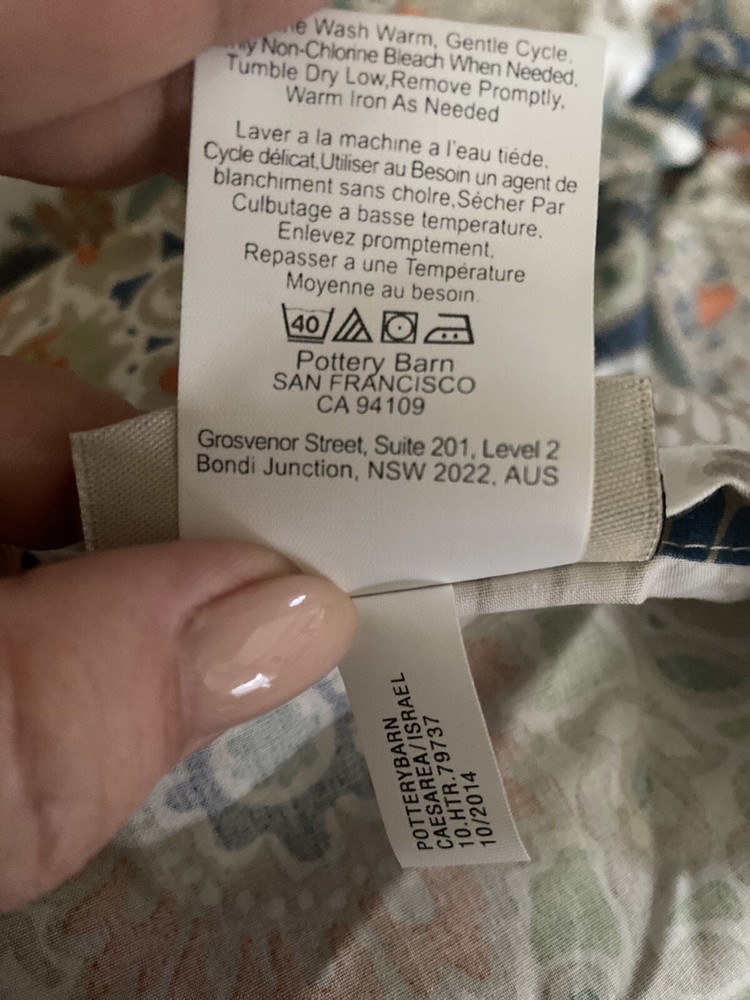 Wash Warm, Gentle Cycle.
Non-Chlorine Bleach When Needed.
Tumble Dry Low,Remove Promptly.
Warm Iron As Needed
Laver a la machine a l'eau tiéde.
Cycle délicat,Utiliser au Besoin un agent de
blanchiment sans cholre,Sécher Par
Culbutage a basse temperature.
Enlevez promptement.
Repasser a une Température
Moyenne au besoin.
40
Pottery Barn
SAN FRANCISCO
CA 94109
Grosvenor Street, Suite 201, Level 2
Bondi Junction, NSW 2022, AUS
POTTERYBARN
CAESAREA/ISRAEL
10.HTR.79737
10/2014